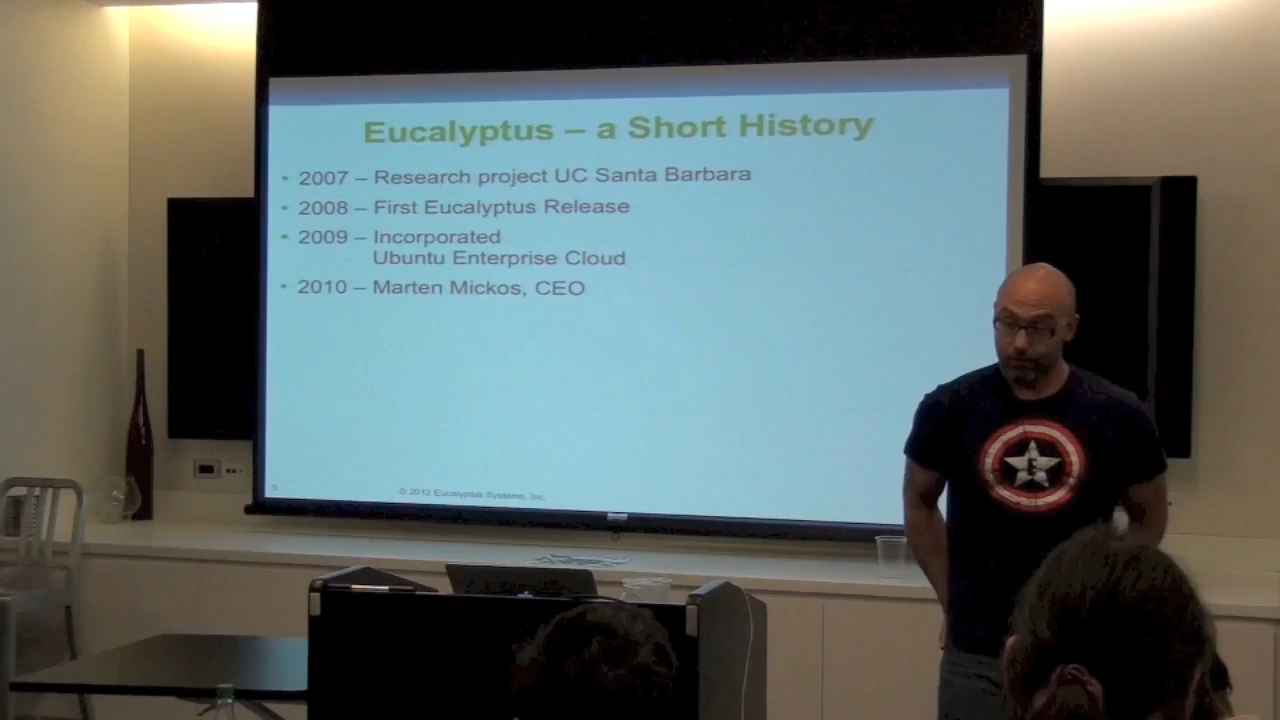 Eucalyptus – a Short History
• 2007 – Research project UC Santa Barbara
• 2008 – First Eucalyptus Release
• 2009 – Incorporated
Ubuntu Enterprise Cloud
• 2010 – Marten Mickos, CEO
5
© 2012 Eucalyptus Systems, Inc.
E